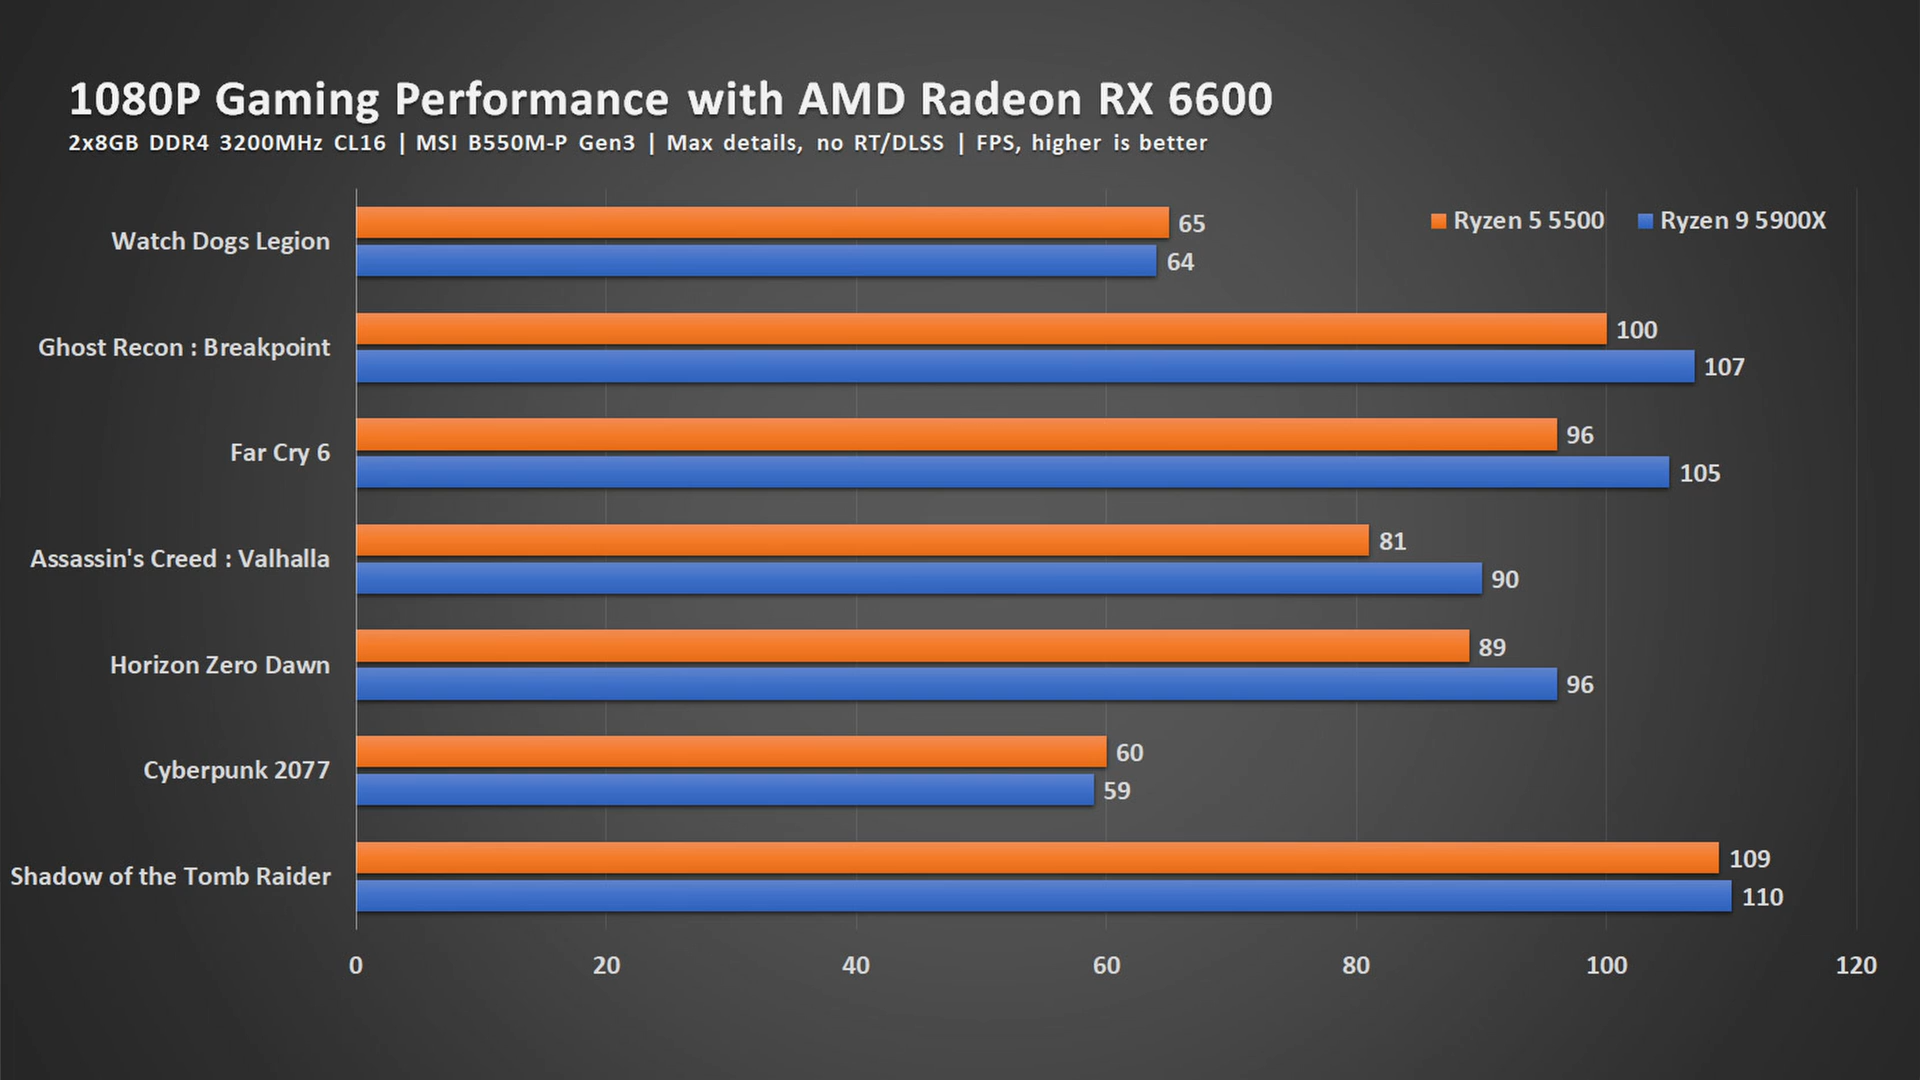 1080P Gaming Performance with AMD Radeon RX 6600
2x8GB DDR4 3200MHz CL16 | MSI B550M-P Gen3 | Max details, no RT/DLSS | FPS, higher is better
Ryzen 5 5500 Ryzen 9 5900X
Watch Dogs Legion
65
64
Ghost Recon : Breakpoint
100
107
Far Cry 6
96
105
Assassin's Creed : Valhalla
81
90
Horizon Zero Dawn
89
96
Cyberpunk 2077
60
59
Shadow of the Tomb Raider
109
110
0 20 40 60 80 100 120